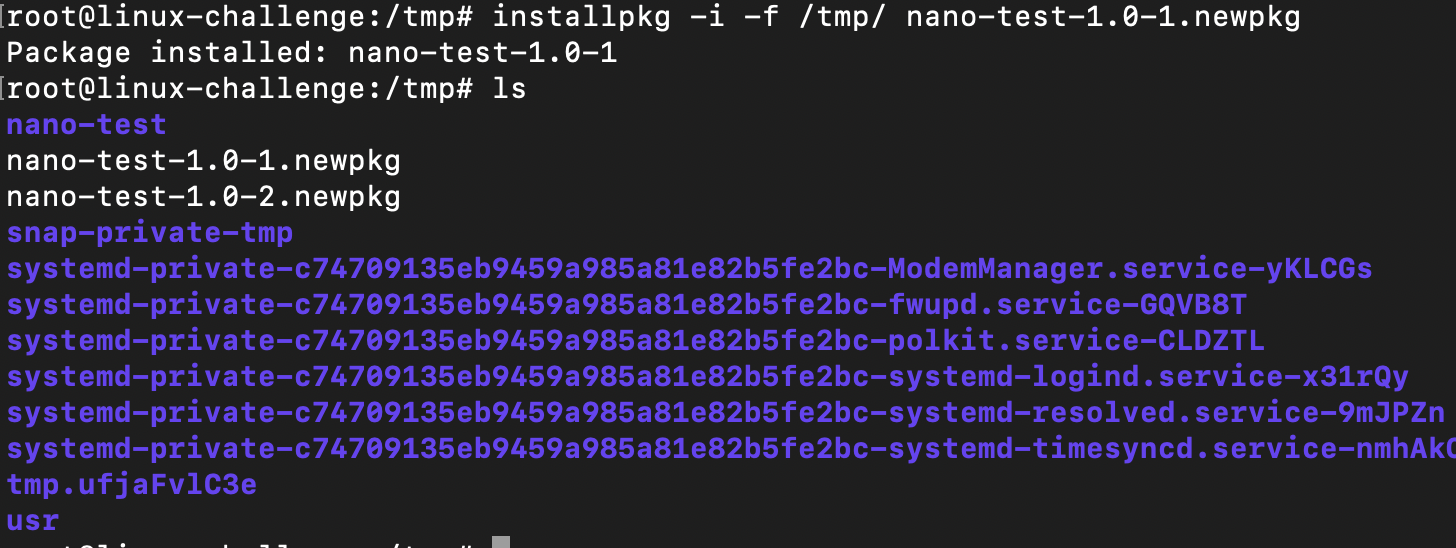 [root@linux-challenge:/tmp# installpkg -i -f /tmp/ nano-test-1.0-1.newpkg
Package installed: nano-test-1.0-1
[root@linux-challenge:/tmp# ls
nano-test
nano-test-1.0-1.newpkg
nano-test-1.0-2.newpkg
snap-private-tmp
systemd-private-c74709135eb9459a985a81e82b5fe2bc-ModemManager.service-yKLCGs
systemd-private-c74709135eb9459a985a81e82b5fe2bc-fwupd.service-GQVB8T
systemd-private-c74709135eb9459a985a81e82b5fe2bc-polkit.service-CLDZTL
systemd-private-c74709135eb9459a985a81e82b5fe2bc-systemd-logind.service-x31rQy
systemd-private-c74709135eb9459a985a81e82b5fe2bc-systemd-resolved.service-9mJPZn
systemd-private-c74709135eb9459a985a81e82b5fe2bc-systemd-timesyncd.service-nmhAk
tmp.ufjaFvlC3e
usr